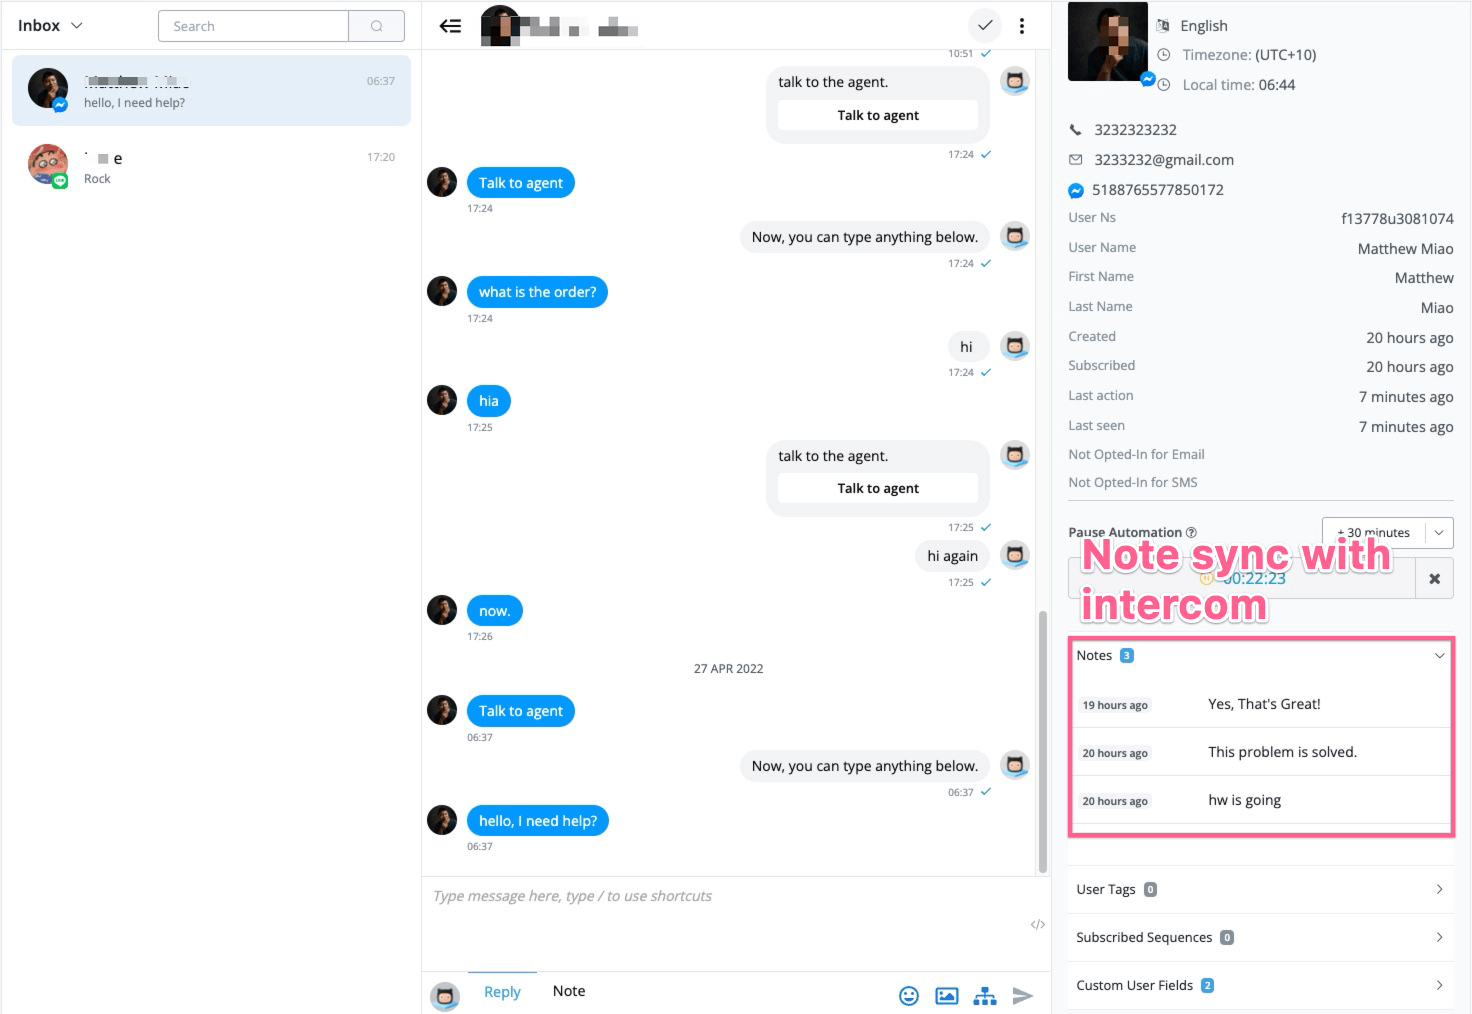 Inbox
Search
06:37
hello, I need help?
e
17:20
Rock
10:51
talk to the agent.
Talk to agent
17:24
Talk to agent
17:24
Now, you can type anything below.
17:24
what is the order?
17:24
hi
17:24
hia
17:25
talk to the agent.
Talk to agent
17:25
hi again
17:25
now.
17:26
27 APR 2022
Talk to agent
06:37
Now, you can type anything below.
06:37
hello, I need help?
06:37
Type message here, type / to use shortcuts
</>
Reply
Note
English
Timezone: (UTC+10)
Local time: 06:44
3232323232
3233232@gmail.com
5188765577850172
User Ns f13778u3081074
User Name Matthew Miao
First Name Matthew
Last Name Miao
Created 20 hours ago
Subscribed 20 hours ago
Last action 7 minutes ago
Last seen 7 minutes ago
Not Opted-In for Email
Not Opted-In for SMS
Pause Automation ± 30 minutes
Note sync with
00:22:23
intercom
Notes 3
19 hours ago Yes, That's Great!
20 hours ago This problem is solved.
20 hours ago hw is going
User Tags 0
Subscribed Sequences 0
Custom User Fields 2